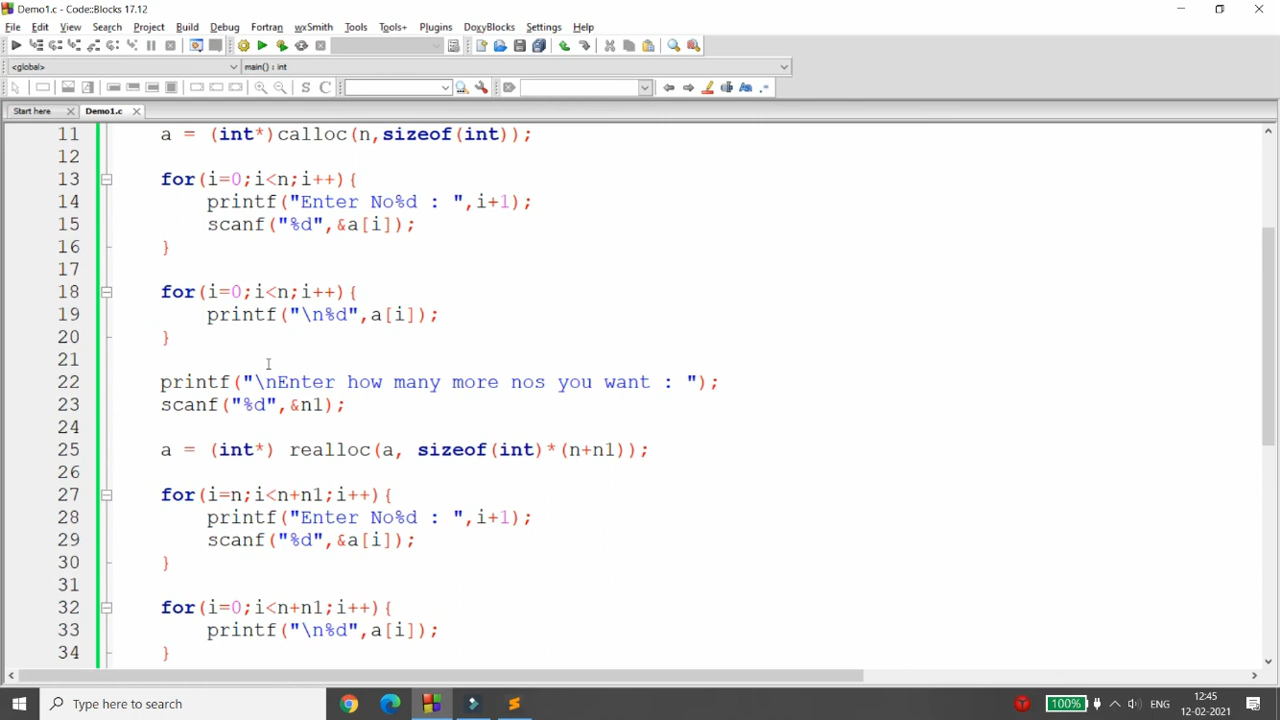 Demo1.c - Code::Blocks 17.12
File Edit View Search Project Build Debug Fortran wxSmith Tools Tools+ Plugins DoxyBlocks Settings Help
<global> main() : int
S C
Start here Demo1.c
11 a = (int*)calloc(n,sizeof(int));
12
13 for(i=0;i<n;i++){
14 printf("Enter No%d : ",i+1);
15 scanf("%d",&a[i]);
16 }
17
18 for(i=0;i<n;i++){
19 printf("\n%d",a[i]);
20 }
21
22 printf("\nEnter how many more nos you want : ");
23 scanf("%d",&n1);
24
25 a = (int*) realloc(a, sizeof(int)*(n+n1));
26
27 for(i=n;i<n+n1;i++){
28 printf("Enter No%d : ",i+1);
29 scanf("%d",&a[i]);
30 }
31
32 for(i=0;i<n+n1;i++){
33 printf("\n%d",a[i]);
34 }
Type here to search 100% ENG 12:45
12-02-2021